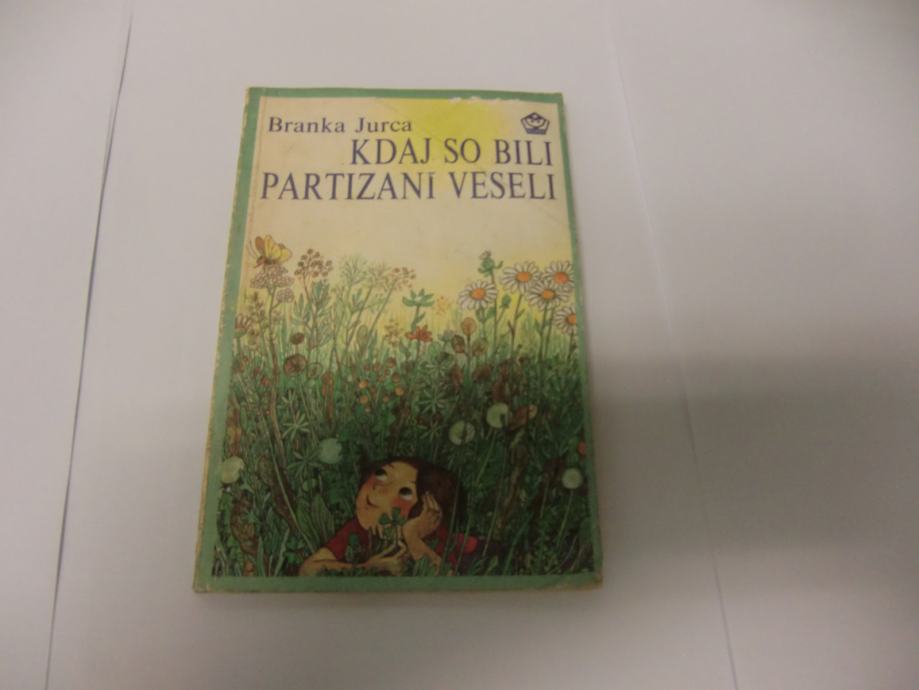 Branka Jurca
KDAJ SO BILI
PARTIZANI VESELI